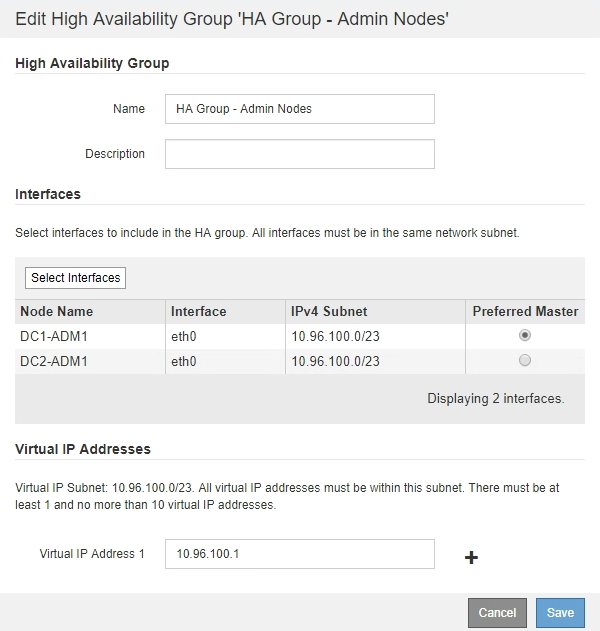 Edit High Availability Group 'HA Group - Admin Nodes'
High Availability Group
Name HA Group - Admin Nodes
Description
Interfaces
Select interfaces to include in the HA group. All interfaces must be in the same network subnet.
Select Interfaces
Node Name Interface IPv4 Subnet Preferred Master
DC1-ADM1 eth0 10.96.100.0/23
DC2-ADM1 eth0 10.96.100.0/23
Displaying 2 interfaces.
Virtual IP Addresses
Virtual IP Subnet: 10.96.100.0/23. All virtual IP addresses must be within this subnet. There must be at
least 1 and no more than 10 virtual IP addresses.
Virtual IP Address 1 10.96.100.1 +
Cancel Save